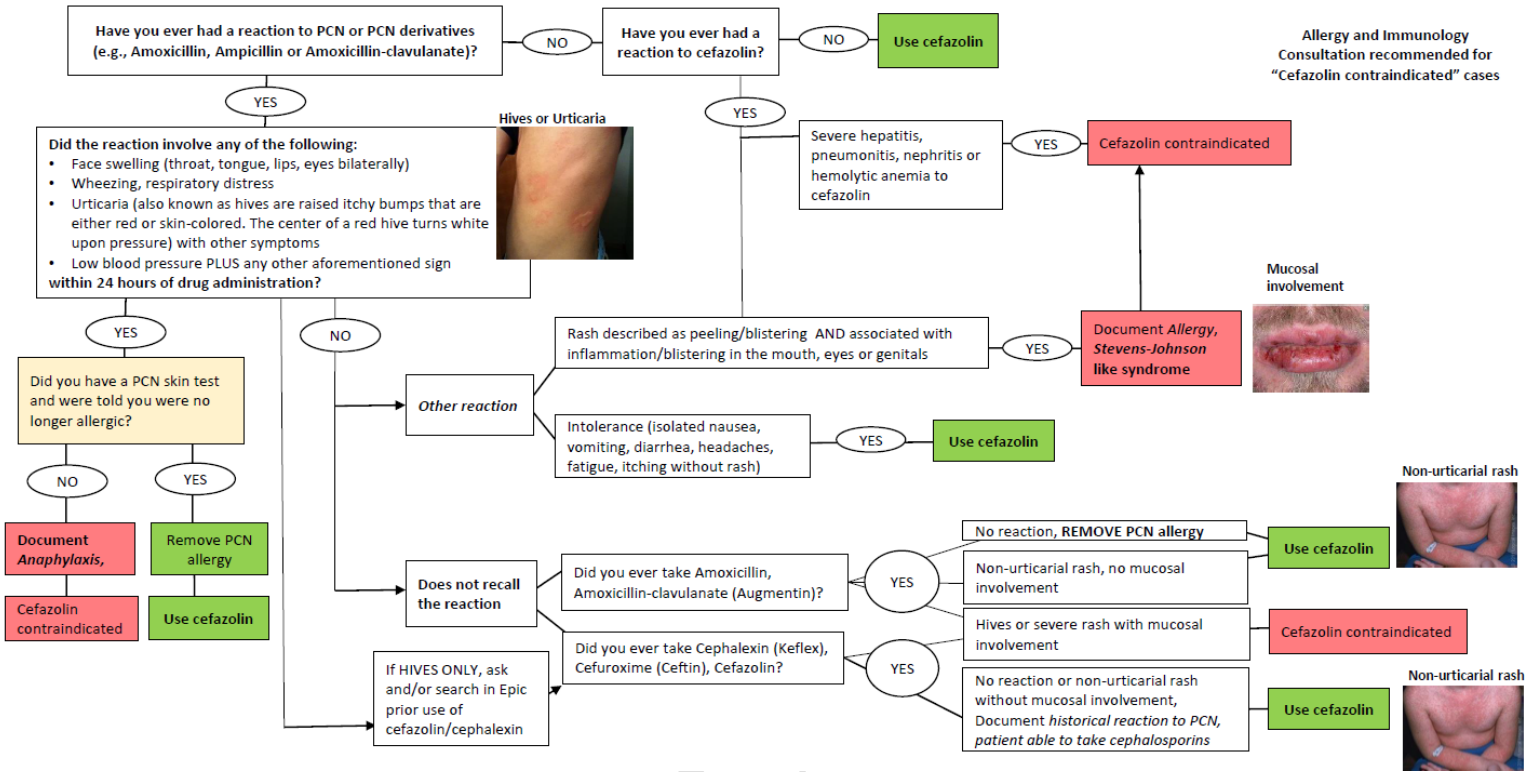 Have you ever had a reaction to PCN or PCN derivatives
(e.g., Amoxicillin, Ampicillin or Amoxicillin-clavulanate)?
NO
Have you ever had a
reaction to cefazolin?
NO
Use cefazolin
Allergy and Immunology
Consultation recommended for
“Cefazolin contraindicated” cases
YES
YES
Hives or Urticaria
Did the reaction involve any of the following:
• Face swelling (throat, tongue, lips, eyes bilaterally)
• Wheezing, respiratory distress
• Urticaria (also known as hives are raised itchy bumps that are
either red or skin-colored. The center of a red hive turns white
upon pressure) with other symptoms
• Low blood pressure PLUS any other aforementioned sign
within 24 hours of drug administration?
Severe hepatitis,
pneumonitis, nephritis or
hemolytic anemia to
cefazolin
YES
Cefazolin contraindicated
Mucosal
involvement
YES
NO
Rash described as peeling/blistering AND associated with
inflammation/blistering in the mouth, eyes or genitals
YES
Document Allergy,
Stevens-Johnson
like syndrome
Did you have a PCN skin test
and were told you were no
longer allergic?
Other reaction
Intolerance (isolated nausea,
vomiting, diarrhea, headaches,
fatigue, itching without rash)
YES
Use cefazolin
NO
YES
Non-urticarial rash
Document
Anaphylaxis,
Remove PCN
allergy
Cefazolin
contraindicated
Use cefazolin
Does not recall
the reaction
Did you ever take Amoxicillin,
Amoxicillin-clavulanate (Augmentin)?
YES
No reaction, REMOVE PCN allergy
Non-urticarial rash, no mucosal
involvement
Use cefazolin
Hives or severe rash with mucosal
involvement
Cefazolin contraindicated
If HIVES ONLY, ask
and/or search in Epic
prior use of
cefazolin/cephalexin
Did you ever take Cephalexin (Keflex),
Cefuroxime (Ceftin), Cefazolin?
YES
No reaction or non-urticarial rash
without mucosal involvement,
Document historical reaction to PCN,
patient able to take cephalosporins
Use cefazolin
Non-urticarial rash